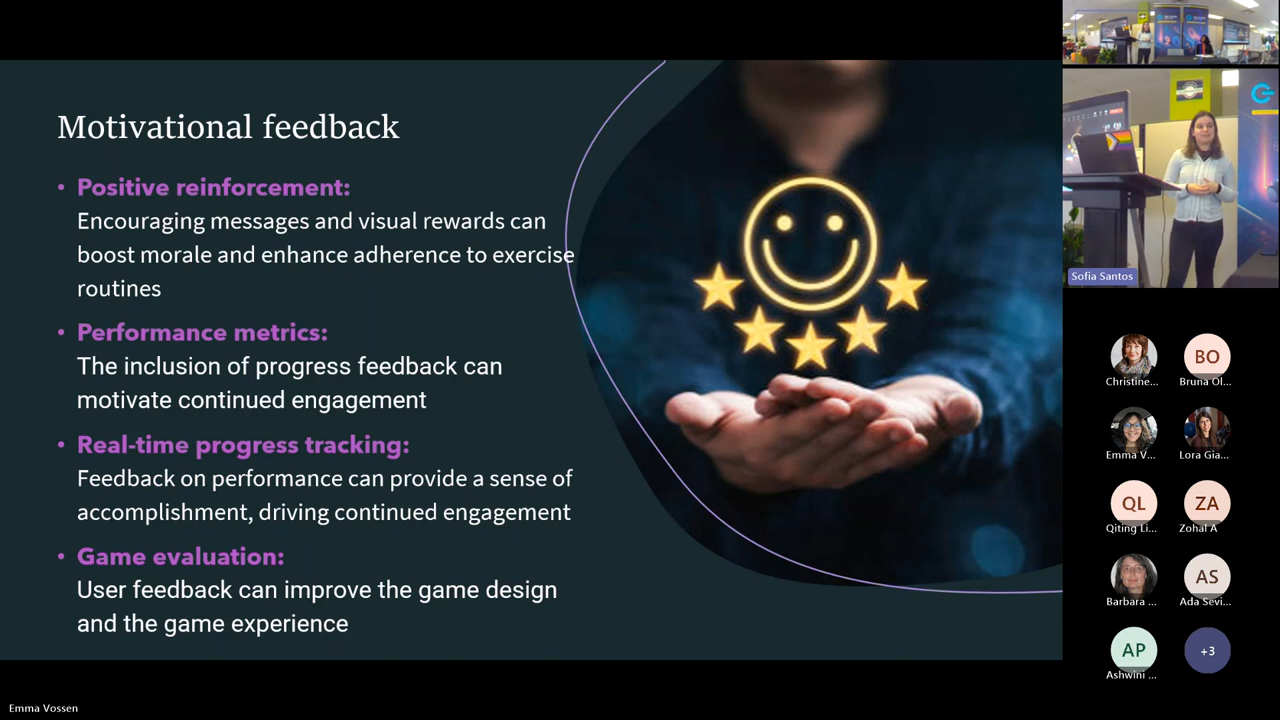 Motivational feedback
• Positive reinforcement:
Encouraging messages and visual rewards can
boost morale and enhance adherence to exercise
routines
• Performance metrics:
The inclusion of progress feedback can
motivate continued engagement
• Real-time progress tracking:
Feedback on performance can provide a sense of
accomplishment, driving continued engagement
• Game evaluation:
User feedback can improve the game design
and the game experience
Sofia Santos
Christine...
BO
Bruna Ol...
Emma V...
Lora Gia...
QL
Qiting Li...
ZA
Zohal A
Barbara ...
AS
Ada Sevi...
AP
Ashwini ...
+3
Emma Vossen